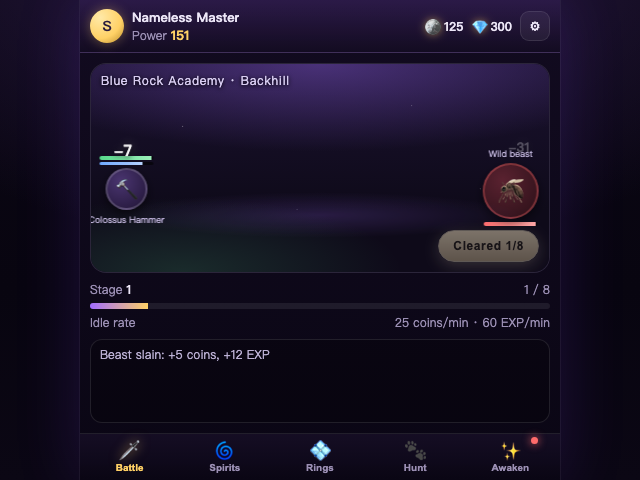 S
Nameless Master
Power 151
125
300
Blue Rock Academy · Backhill
–7
–31
Wild beast
Colossus Hammer
Cleared 1/8
Stage 1
1 / 8
Idle rate
25 coins/min · 60 EXP/min
Beast slain: +5 coins, +12 EXP
Battle
Spirits
Rings
Hunt
Awaken